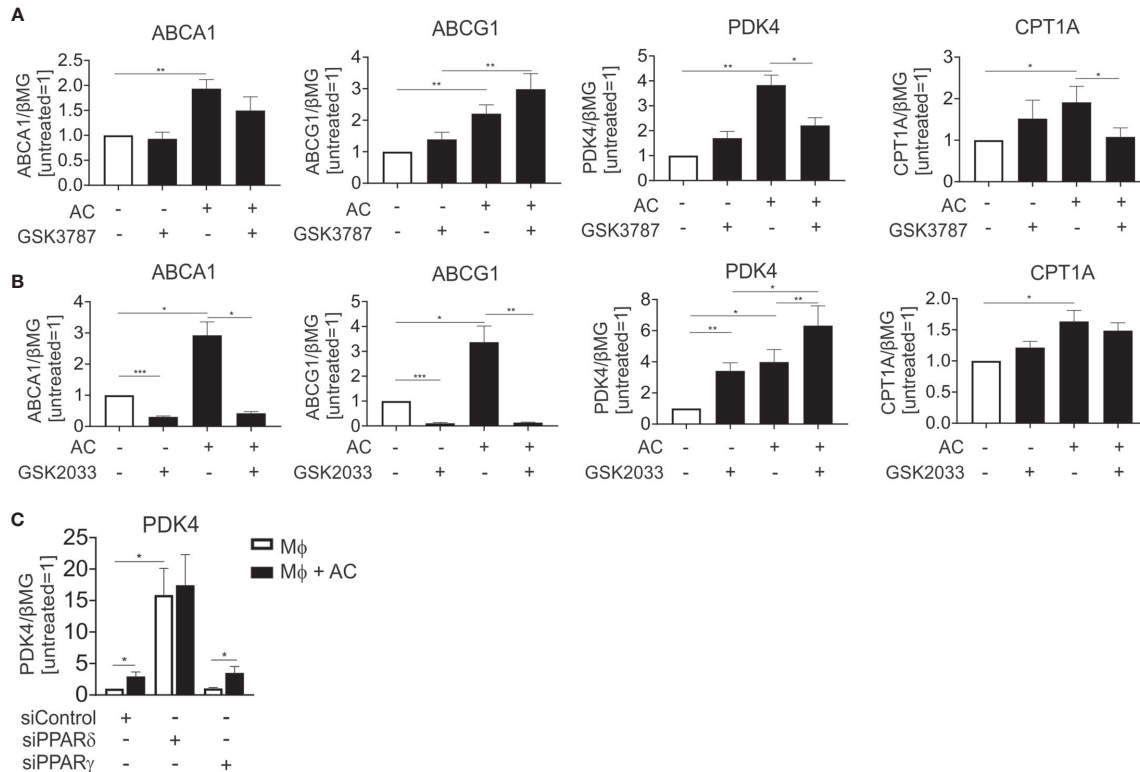 A
ABCA1
ABCA1/βMG
[untreated=1]
2.5
2.0
1.5
1.0
0.5
0.0
**
AC - - + +
GSK3787 - + - +
ABCG1
ABCG1/βMG
[untreated=1]
4
3
2
1
0
**
**
AC - - + +
GSK3787 - + - +
PDK4
PDK4/βMG
[untreated=1]
6
5
4
3
2
1
0
**
*
AC - - + +
GSK3787 - + - +
CPT1A
CPT1A/βMG
[untreated=1]
3
2
1
0
*
*
AC - - + +
GSK3787 - + - +
B
ABCA1
ABCA1/βMG
[untreated=1]
4
3
2
1
0
*
*
***
AC - - + +
GSK2033 - + - +
ABCG1
ABCG1/βMG
[untreated=1]
5
4
3
2
1
0
*
**
***
AC - - + +
GSK2033 - + - +
PDK4
PDK4/βMG
[untreated=1]
8
6
4
2
0
*
**
*
**
AC - - + +
GSK2033 - + - +
CPT1A
CPT1A/βMG
[untreated=1]
2.0
1.5
1.0
0.5
0.0
*
AC - - + +
GSK2033 - + - +
C
PDK4
PDK4/βMG
[untreated=1]
25
20
15
10
5
0
*
*
*
Mϕ
Mϕ + AC
siControl + - -
siPPARδ - + -
siPPARγ - - +